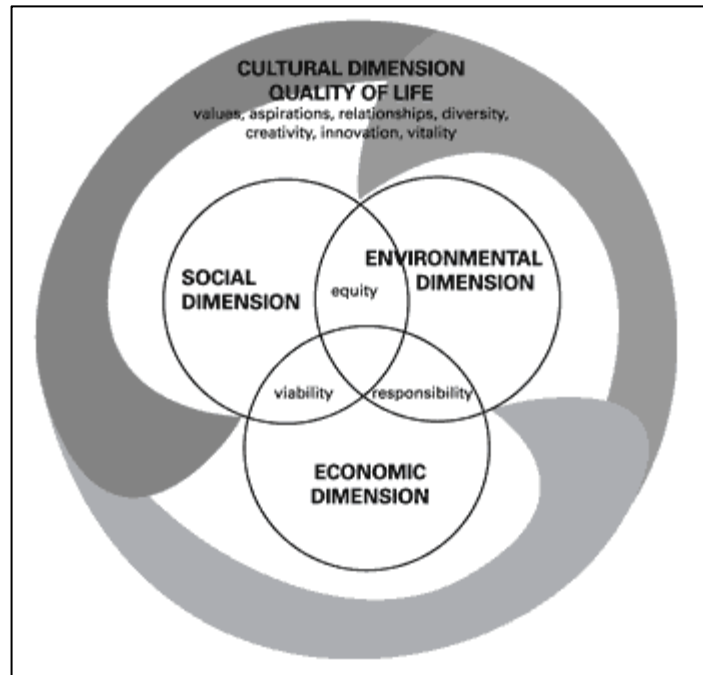 CULTURAL DIMENSION
QUALITY OF LIFE
values, aspirations, relationships, diversity,
creativity, innovation, vitality
SOCIAL
DIMENSION
equity
ENVIRONMENTAL
DIMENSION
viability
responsibility
ECONOMIC
DIMENSION